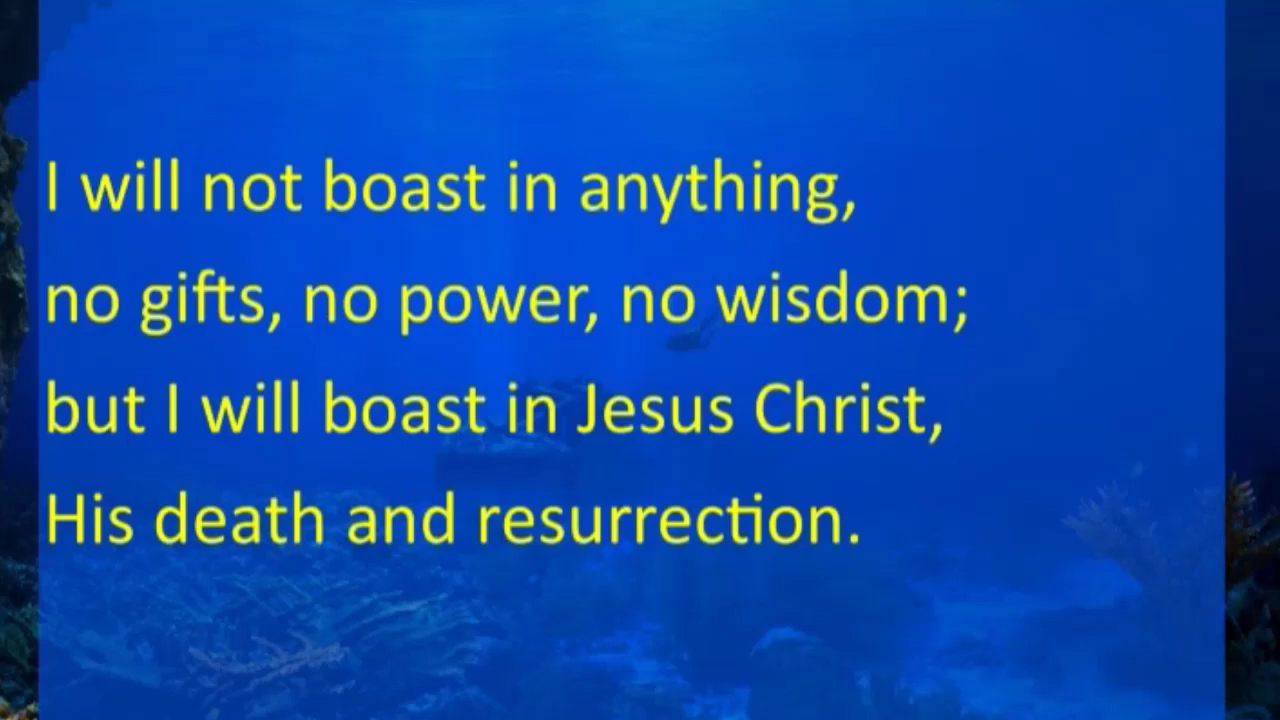 I will not boast in anything,
no gifts, no power, no wisdom;
but I will boast in Jesus Christ,
His death and resurrection.